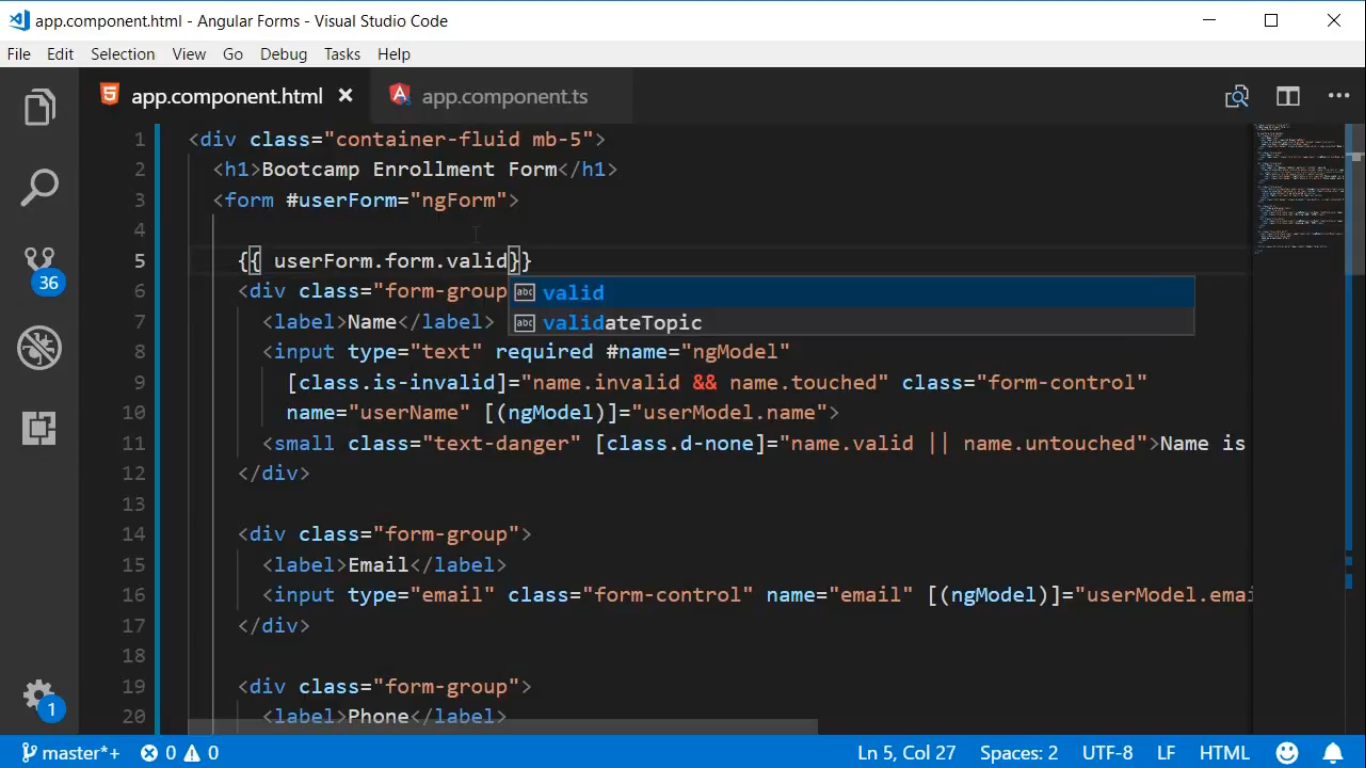 app.component.html - Angular Forms - Visual Studio Code
File Edit Selection View Go Debug Tasks Help
app.component.html app.component.ts
1 <div class="container-fluid mb-5">
2 <h1>Bootcamp Enrollment Form</h1>
3 <form #userForm="ngForm">
4
5 {{ userForm.form.valid}}
6 <div class="form-group
valid
7 <label>Name</label>
validateTopic
8 <input type="text" required #name="ngModel"
9 [class.is-invalid]="name.invalid && name.touched" class="form-control"
10 name="userName" [(ngModel)]="userModel.name">
11 <small class="text-danger" [class.d-none]="name.valid || name.untouched">Name is
12 </div>
13
14 <div class="form-group">
15 <label>Email</label>
16 <input type="email" class="form-control" name="email" [(ngModel)]="userModel.emai
17 </div>
18
19 <div class="form-group">
20 <label>Phone</label>
36
1
master*+ 0 0 Ln 5, Col 27 Spaces: 2 UTF-8 LF HTML